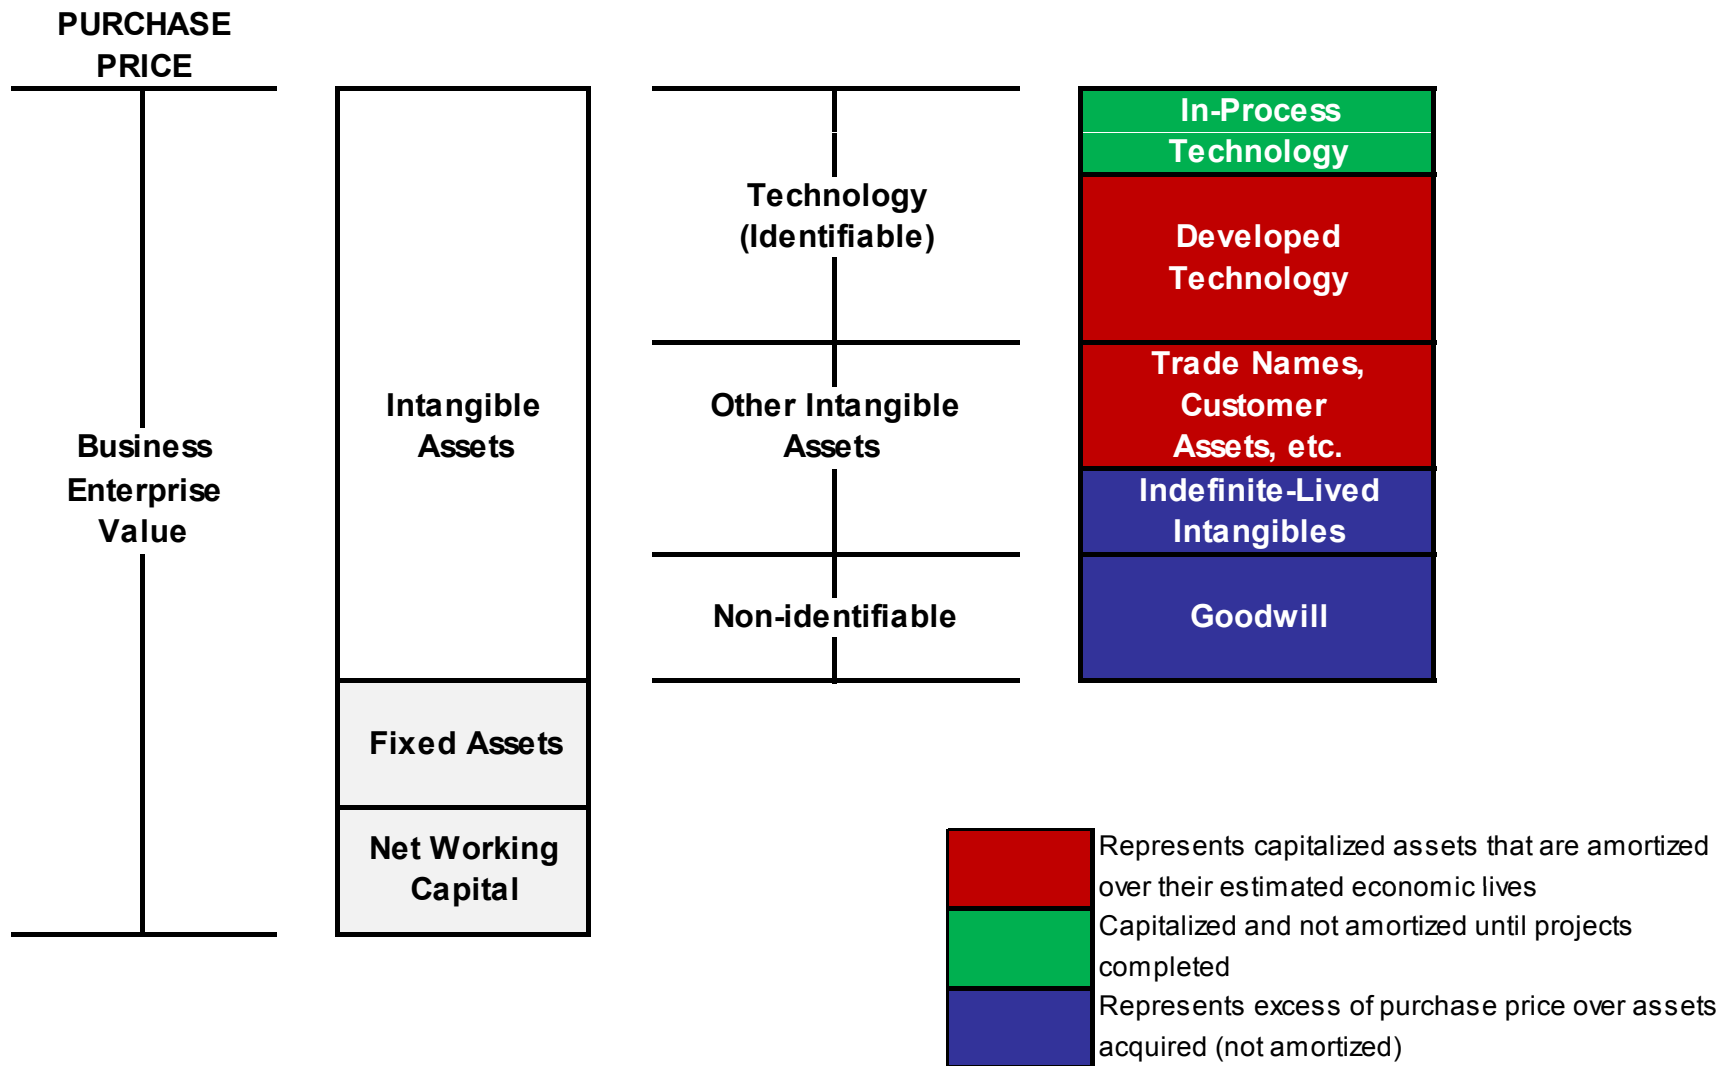 PURCHASE
PRICE
Business
Enterprise
Value
Intangible
Assets
Fixed Assets
Net Working
Capital
Technology
(Identifiable)
Other Intangible
Assets
Non-identifiable
In-Process
Technology
Developed
Technology
Trade Names,
Customer
Assets, etc.
Indefinite-Lived
Intangibles
Goodwill
Represents capitalized assets that are amortized
over their estimated economic lives
Capitalized and not amortized until projects
completed
Represents excess of purchase price over assets
acquired (not amortized)